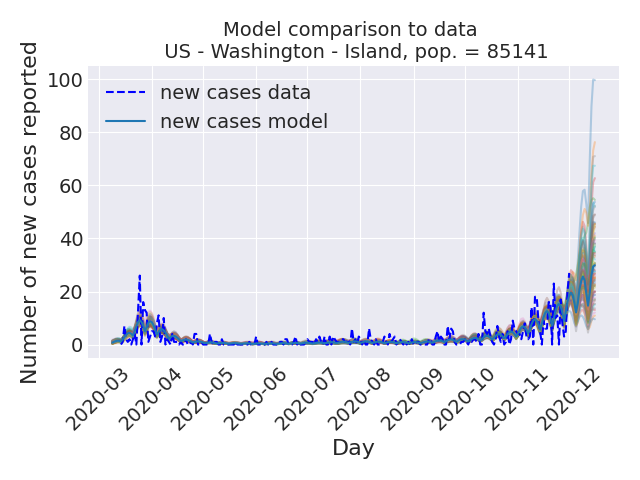 Model comparison to data
US - Washington - Island, pop. = 85141
Number of new cases reported
100
80
60
40
20
0
new cases data
new cases model
2020-03
2020-04
2020-05
2020-06
2020-07
2020-08
2020-09
2020-10
2020-11
2020-12
Day